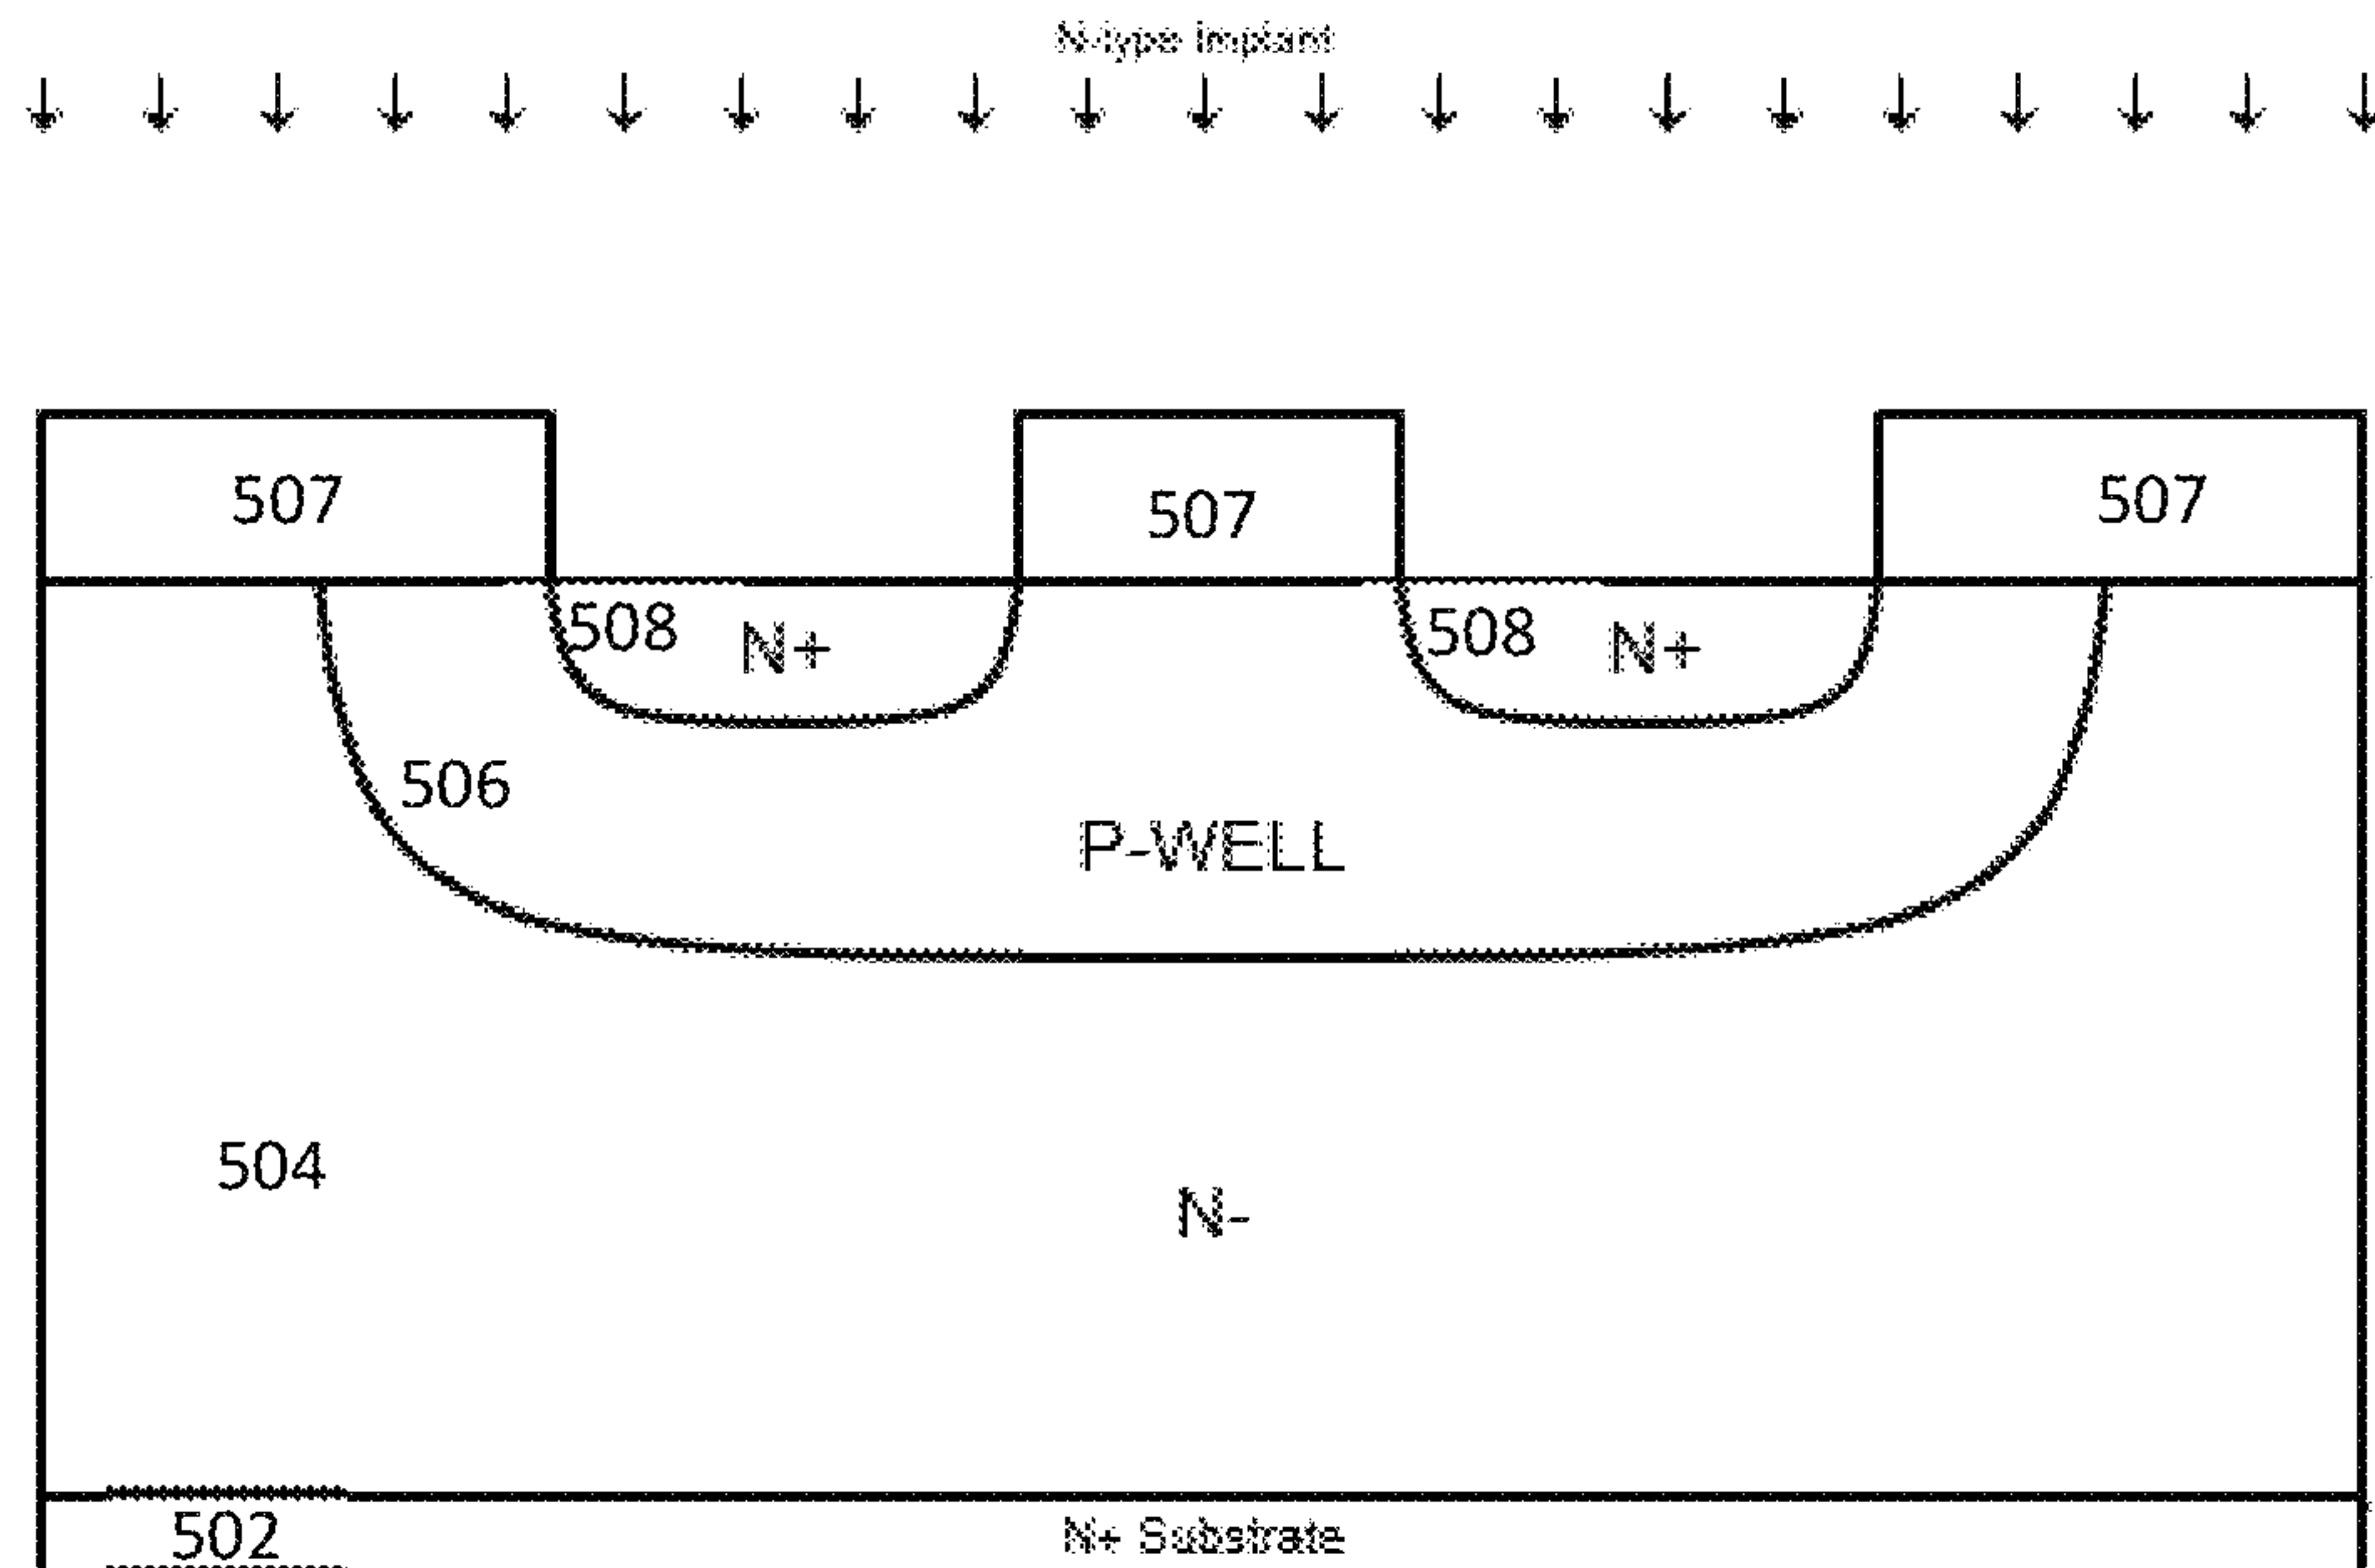 N-type Implant
507
507
507
508
N+
508
N+
506
P-WELL
504
N-
502
N+ Substrate